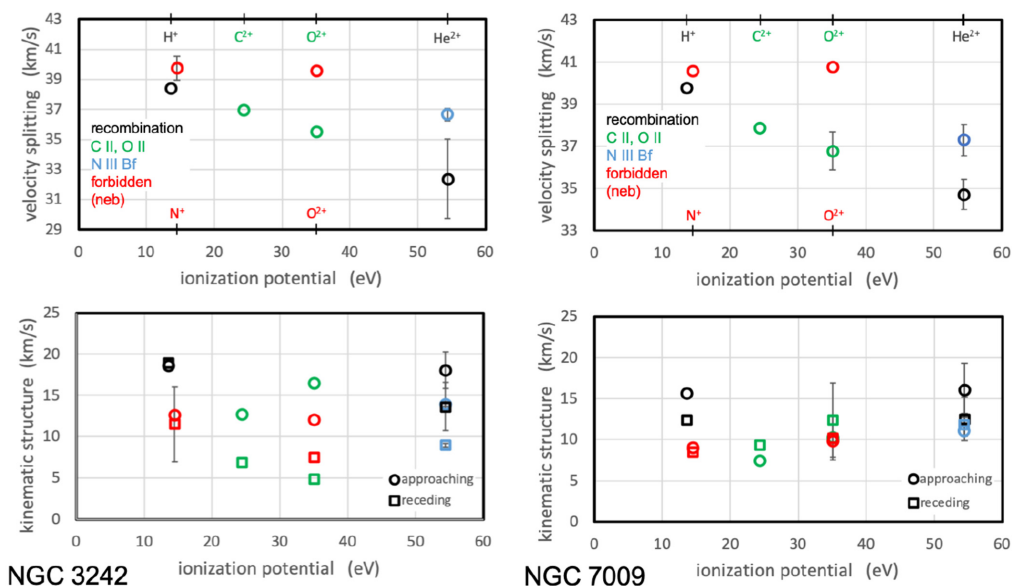 43
41
39
37
35
33
31
29
velocity splitting (km/s)
H⁺ C²⁺ O²⁺ He²⁺
recombination
C II, O II
N III Bf
forbidden
(neb)
N⁺ O²⁺
0 10 20 30 40 50 60
ionization potential (eV)
43
41
39
37
35
33
velocity splitting (km/s)
H⁺ C²⁺ O²⁺ He²⁺
recombination
C II, O II
N III Bf
forbidden
(neb)
N⁺ O²⁺
0 10 20 30 40 50 60
ionization potential (eV)
25
20
15
10
5
0
kinematic structure (km/s)
approaching
receding
0 10 20 30 40 50 60
ionization potential (eV)
NGC 3242
25
20
15
10
5
0
kinematic structure (km/s)
approaching
receding
0 10 20 30 40 50 60
ionization potential (eV)
NGC 7009